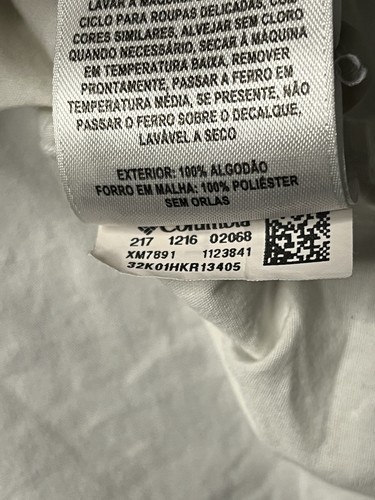 LAVAR À MÁQUINA
CICLO PARA ROUPAS DELICADAS, COM
CORES SIMILARES, ALVEJAR SEM CLORO
QUANDO NECESSÁRIO, SECAR À MÁQUINA
EM TEMPERATURA BAIXA, REMOVER
PRONTAMENTE, PASSAR A FERRO EM
TEMPERATURA MÉDIA, SE PRESENTE, NÃO
PASSAR O FERRO SOBRE O DECALQUE,
LAVÁVEL A SECO
EXTERIOR: 100% ALGODÃO
FORRO EM MALHA: 100% POLIÉSTER
SEM ORLAS
Columbia
217 1216 02068
XM7891 1123841
32K01HKR13405